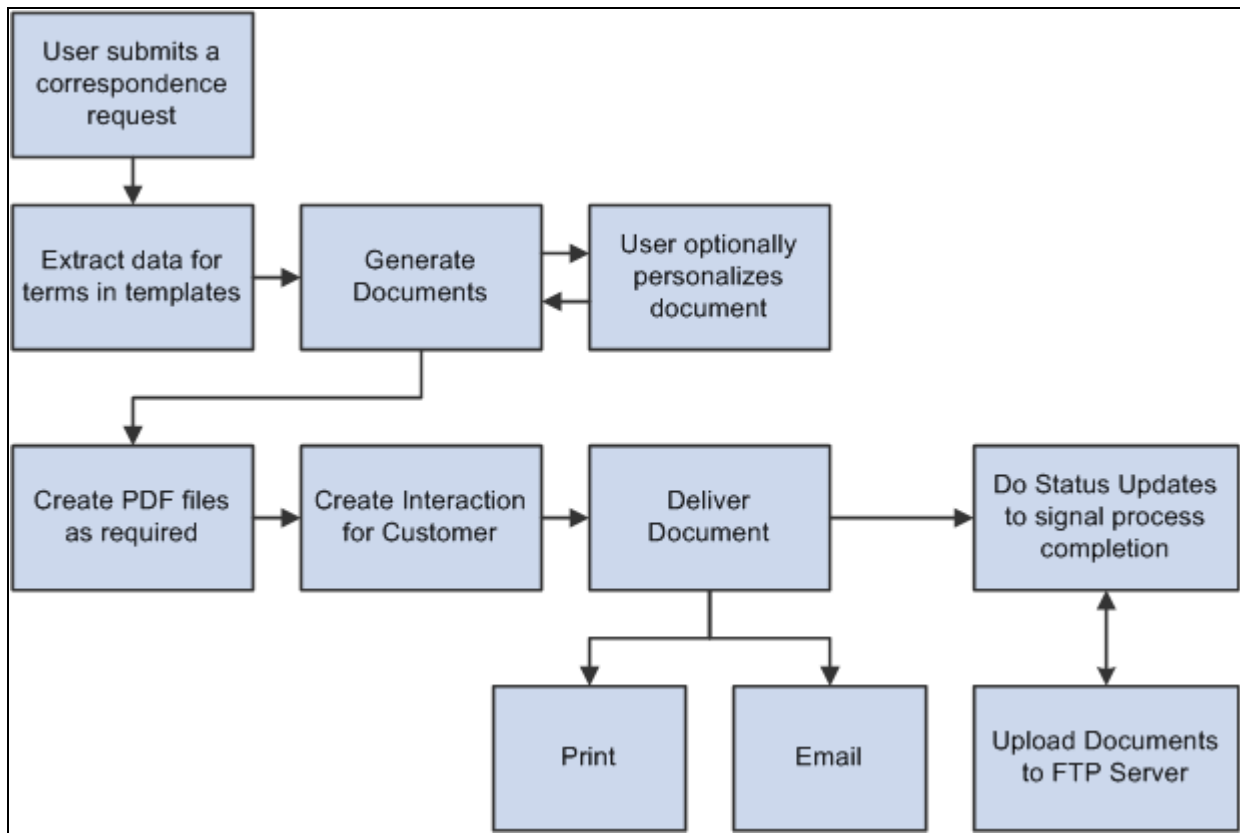 User submits a
correspondence
request
Extract data for
terms in templates
Generate
Documents
User optionally
personalizes
document
Create PDF files
as required
Create Interaction
for Customer
Deliver
Document
Do Status Updates
to signal process
completion
Print
Email
Upload Documents
to FTP Server